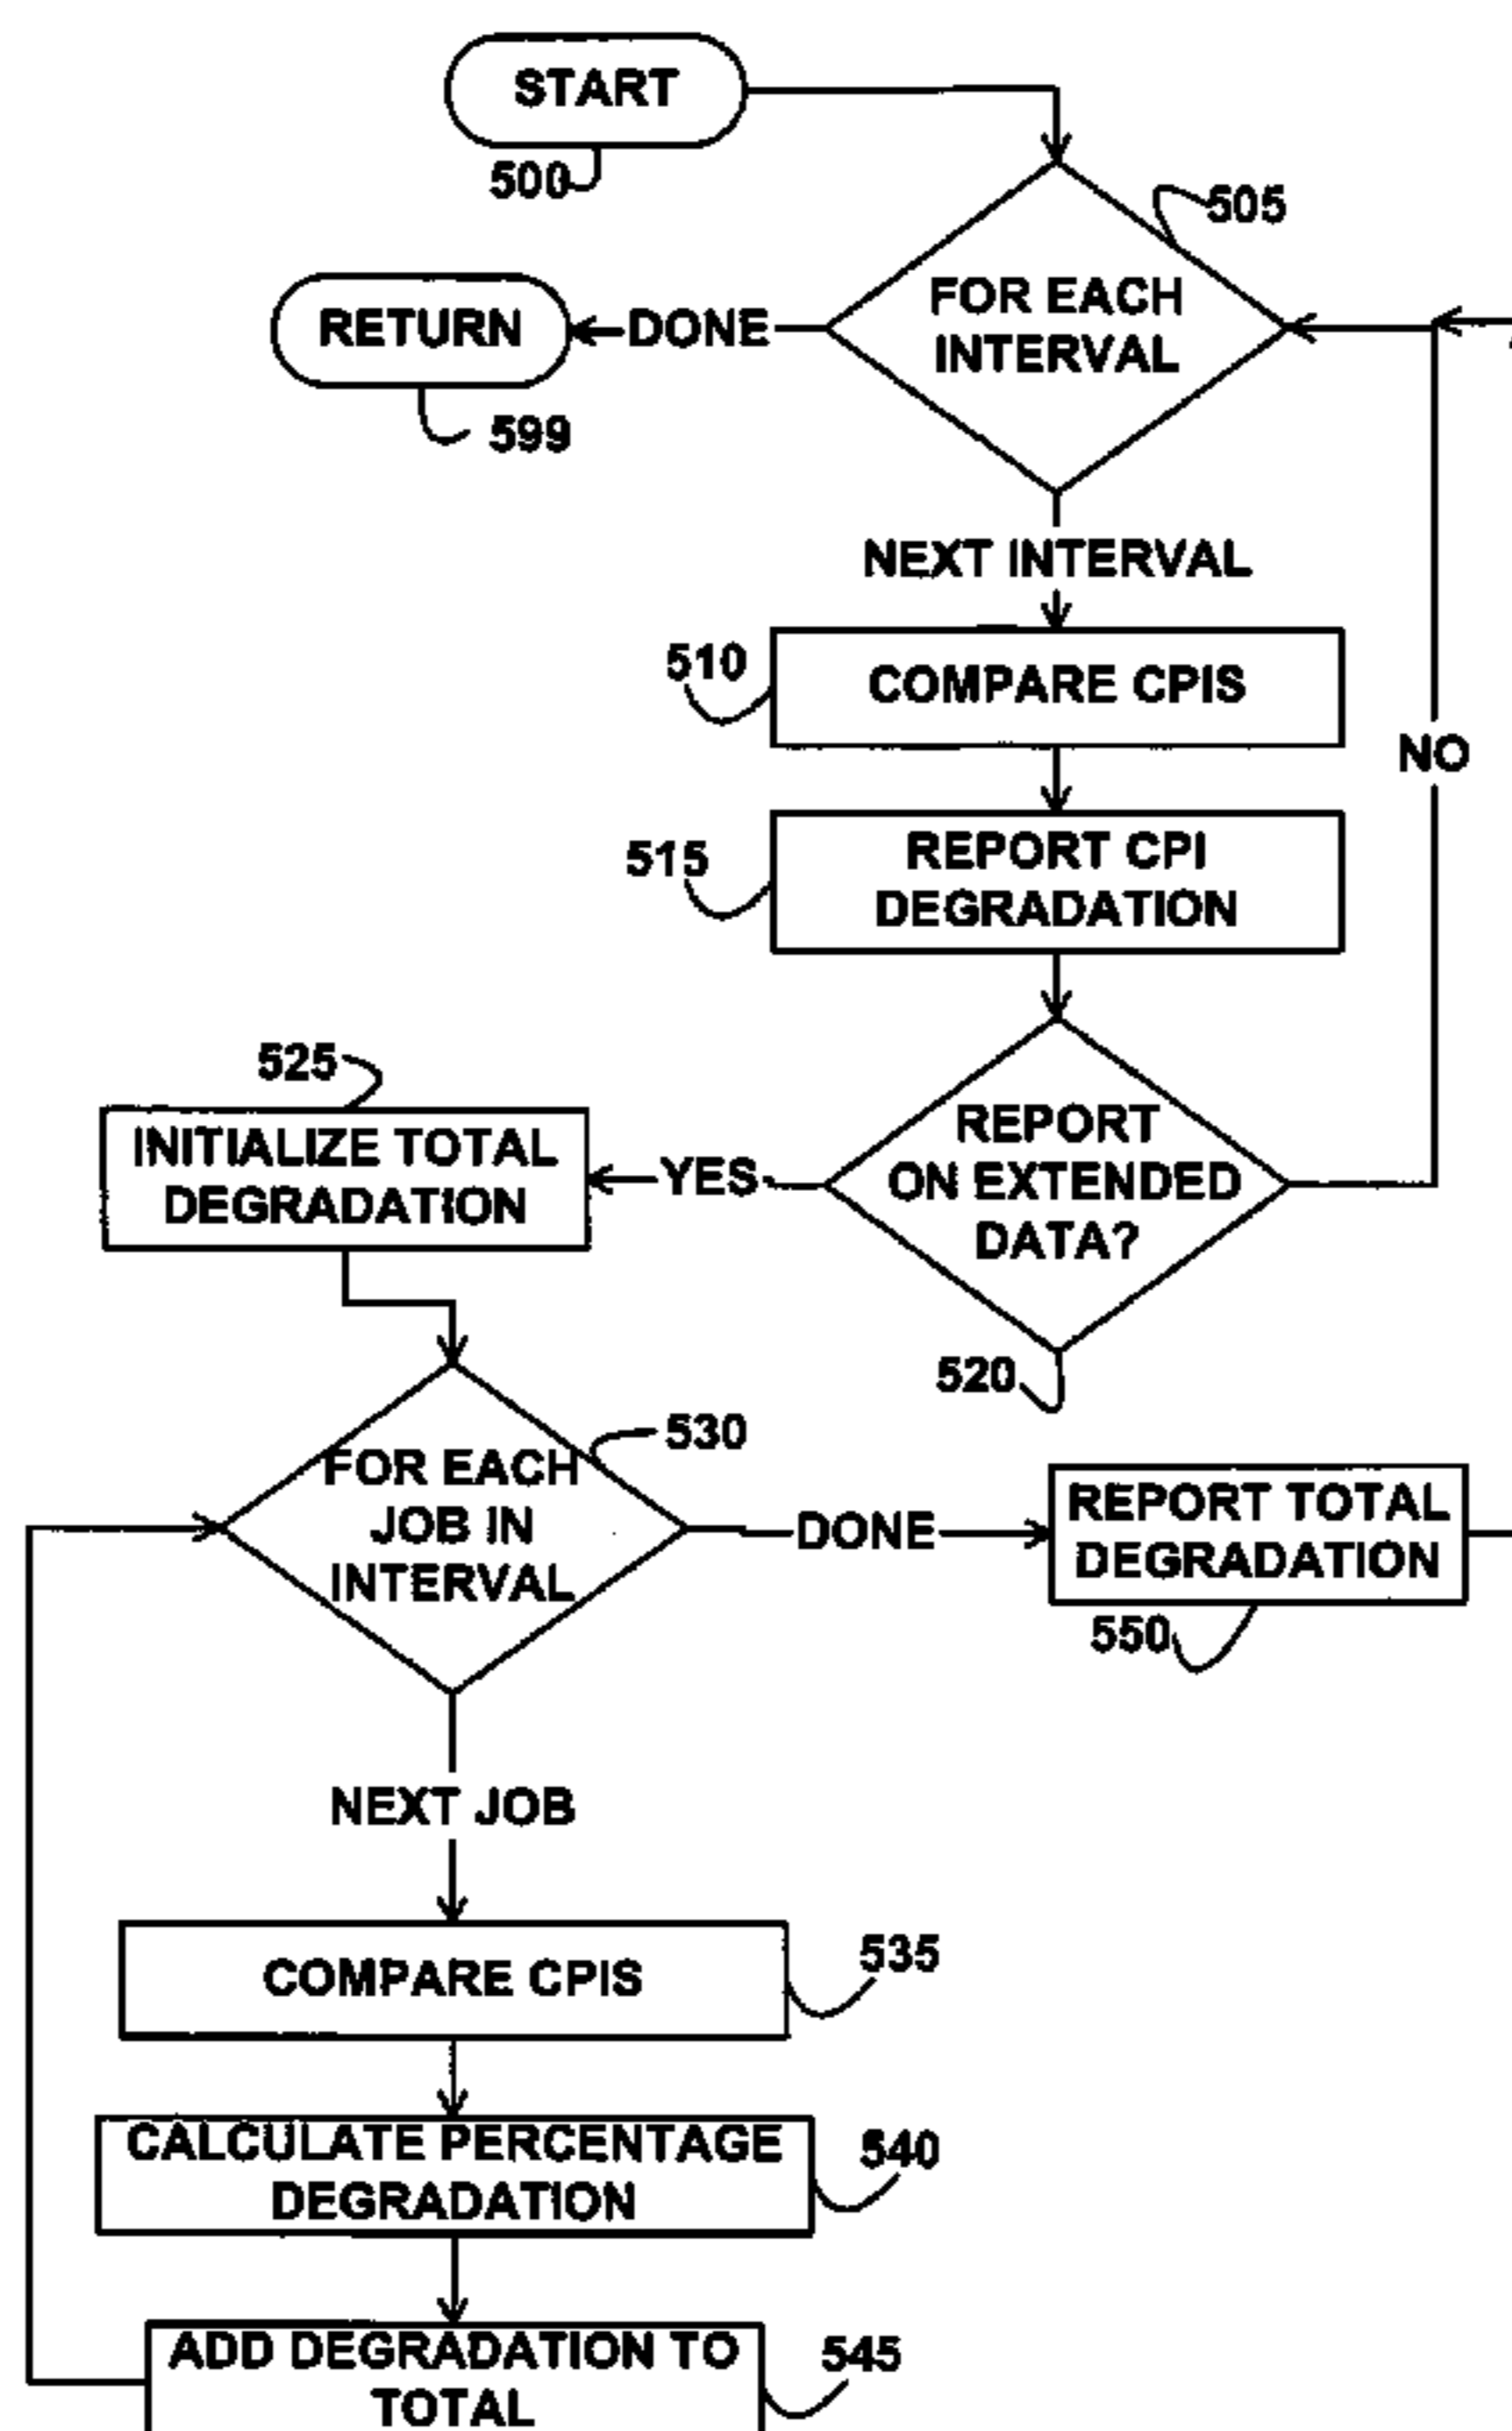 START
500
505
FOR EACH
INTERVAL
DONE
RETURN
599
NEXT INTERVAL
510
COMPARE CPIS
NO
515
REPORT CPI
DEGRADATION
525
INITIALIZE TOTAL
DEGRADATION
YES
REPORT
ON EXTENDED
DATA?
520
530
FOR EACH
JOB IN
INTERVAL
DONE
REPORT TOTAL
DEGRADATION
550
NEXT JOB
COMPARE CPIS
535
CALCULATE PERCENTAGE
DEGRADATION
540
ADD DEGRADATION TO
TOTAL
545